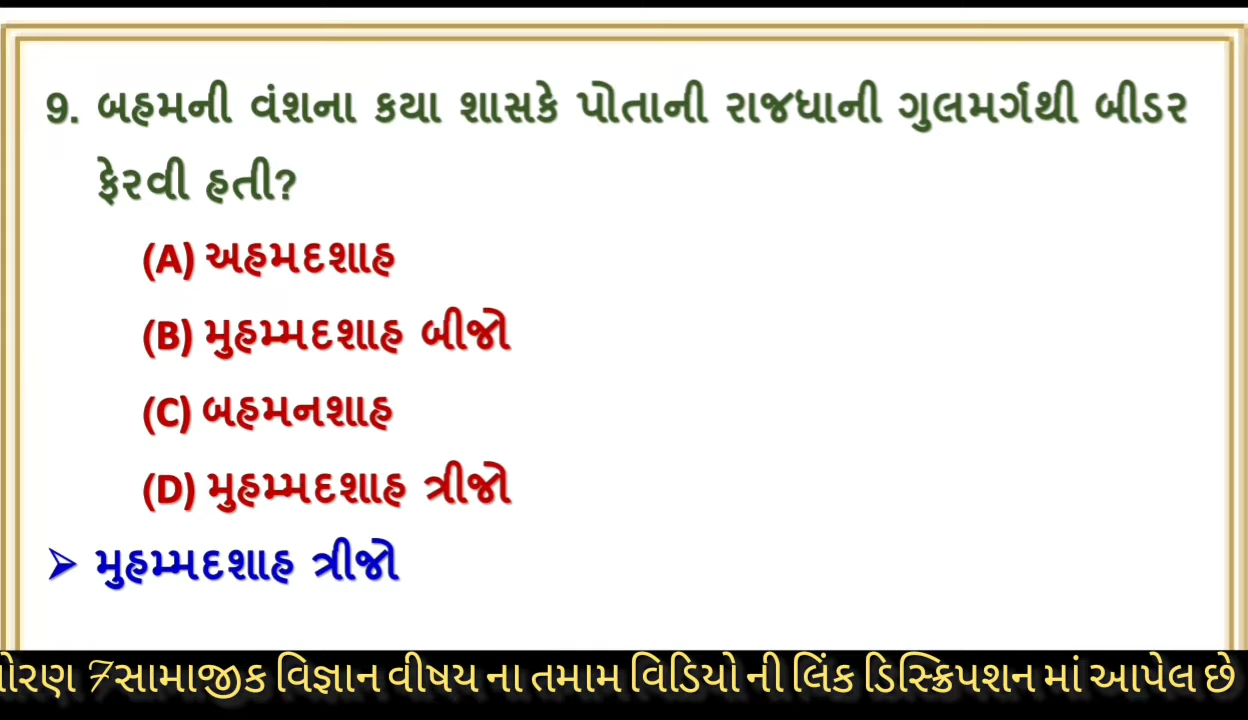 9. બહમની વંશના કયા શાસકે પોતાની રાજધાની ગુલમર્ગથી બીડર
ફેરવી હતી?
(A) અહમદશાહ
(B) મુહમ્મદશાહ બીજો
(C) બહમનશાહ
(D) મુહમ્મદશાહ ત્રીજો
➢ મુહમ્મદશાહ ત્રીજો
ોરણ 7સામાજીક વિજ્ઞાન વીષય ના તમામ વિડિયો ની લિંક ડિસ્ક્રિપશન માં આપેલ છે